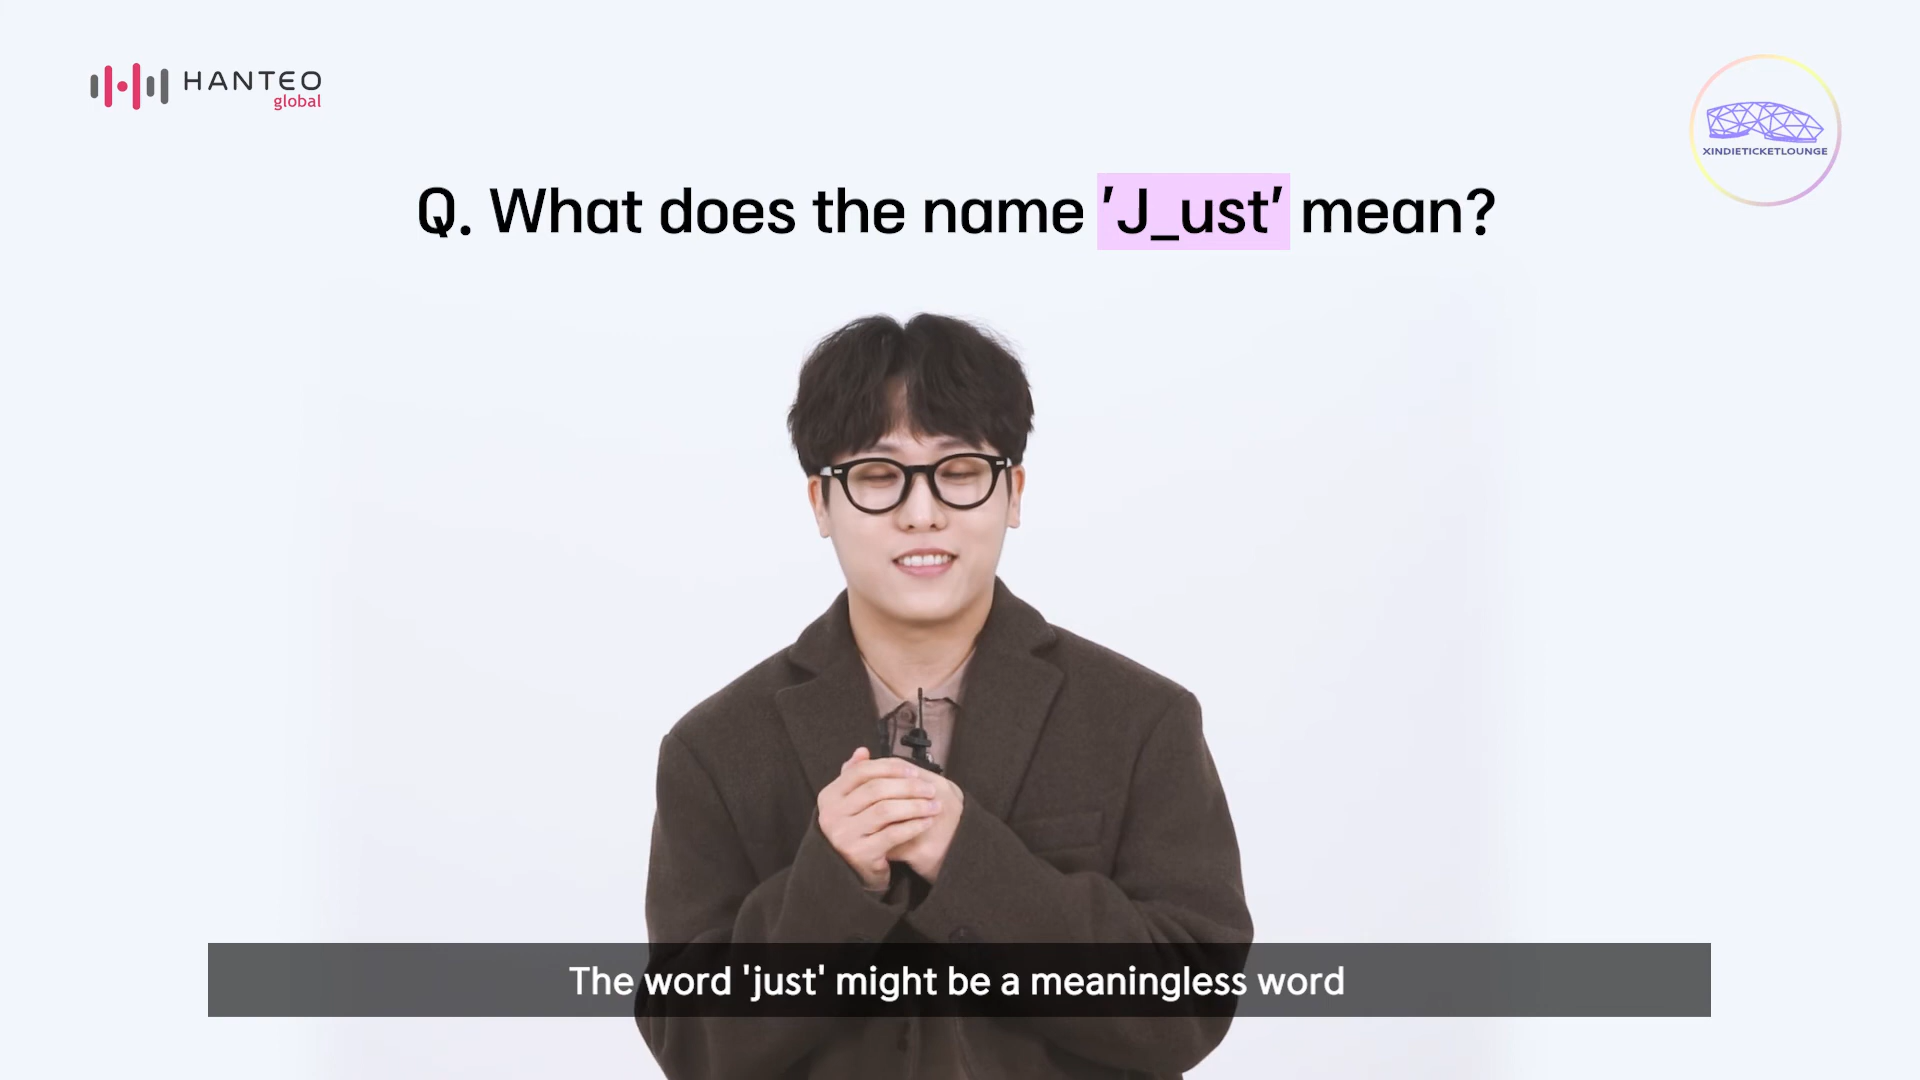 HANTEO
global
XINDIETICKETLOUNGE
Q. What does the name 'J_ust' mean?
The word 'just' might be a meaningless word